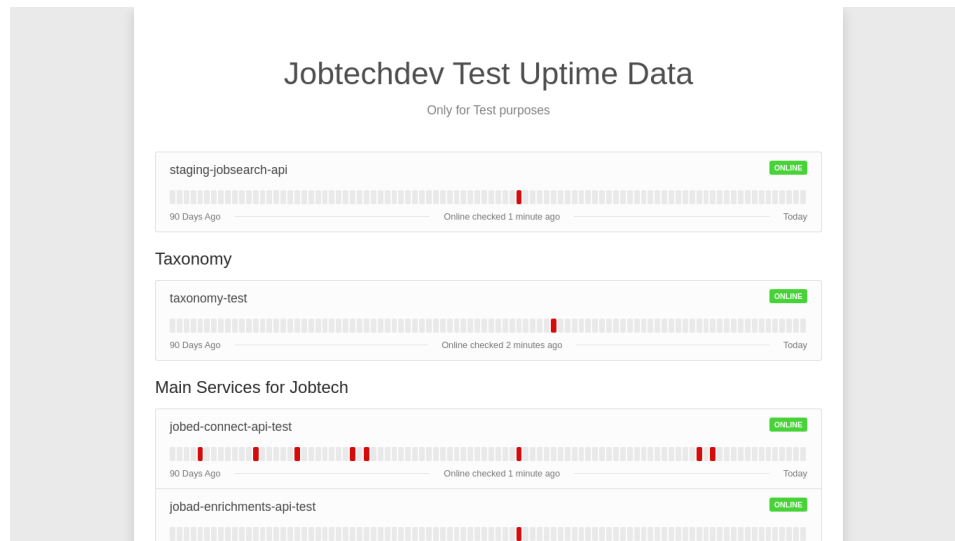 Jobtechdev Test Uptime Data
Only for Test purposes
staging-jobsearch-api ONLINE
90 Days Ago Online checked 1 minute ago Today
Taxonomy
taxonomy-test ONLINE
90 Days Ago Online checked 2 minutes ago Today
Main Services for Jobtech
jobed-connect-api-test ONLINE
90 Days Ago Online checked 1 minute ago Today
jobad-enrichments-api-test ONLINE